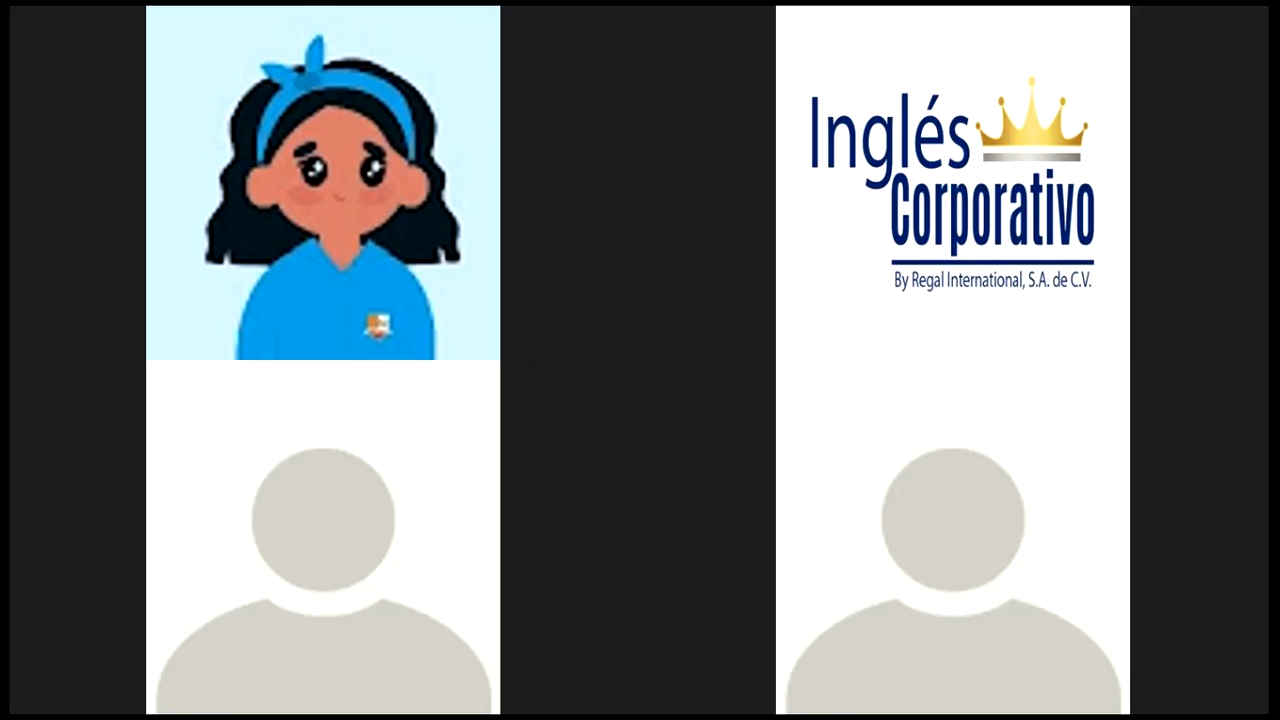 Inglés
Corporativo
By Regal International, S.A. de C.V.